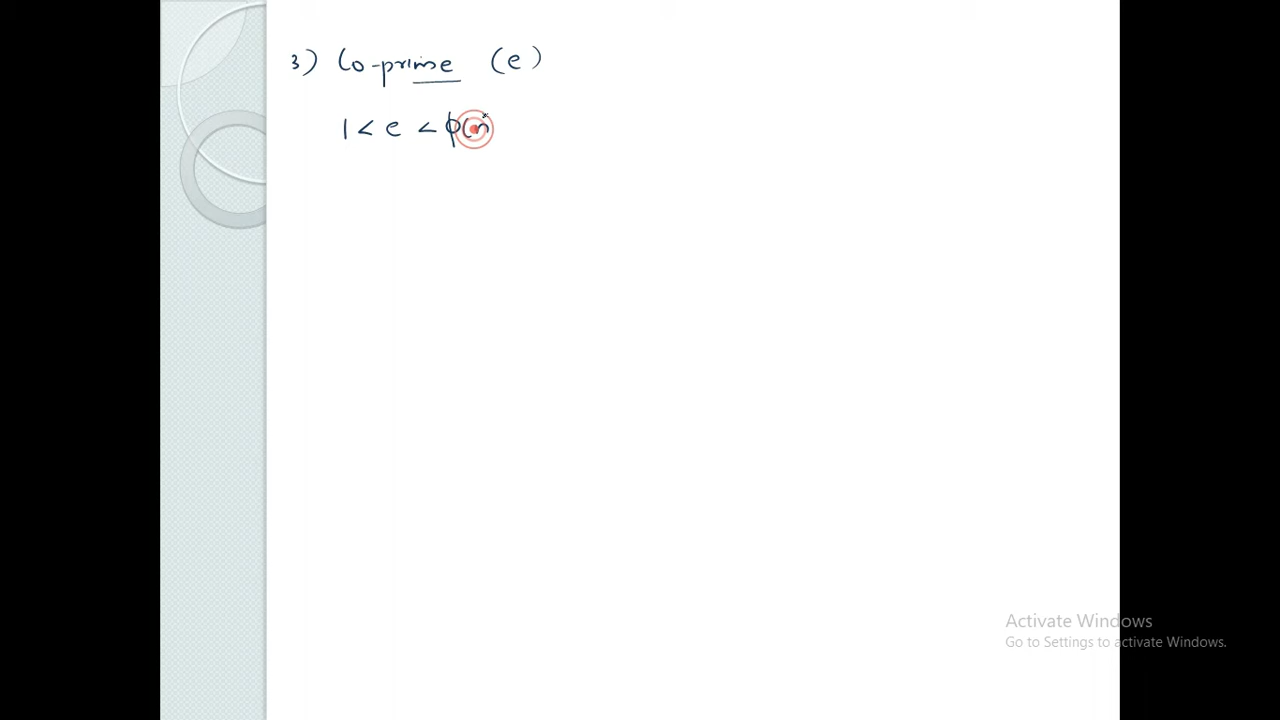 3) Co-prime (e)
1 < e < ϕ(n
Activate Windows
Go to Settings to activate Windows.